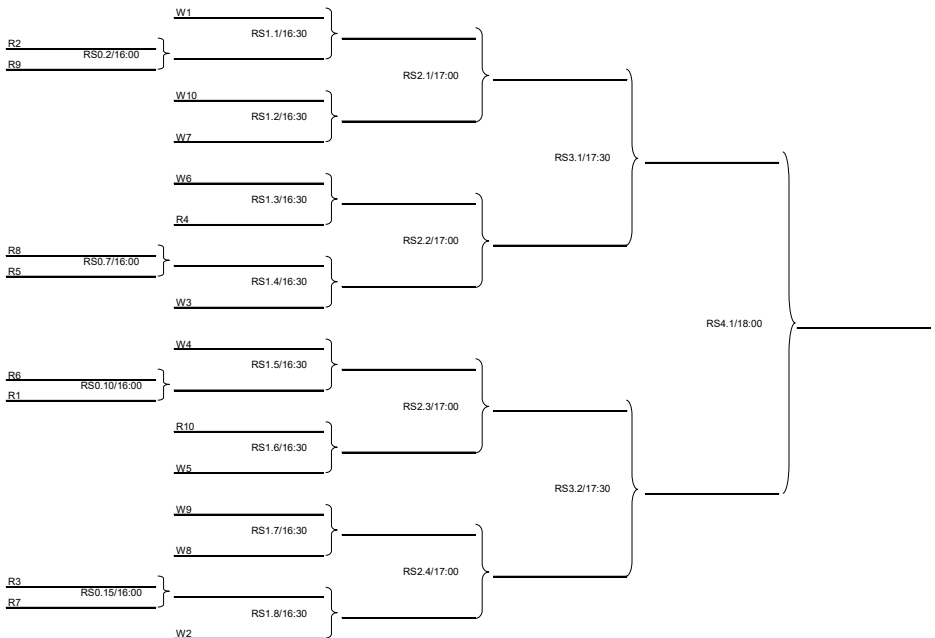 W1
RS1.1/16:30
R2
RS0.2/16:00
R9
RS2.1/17:00
W10
RS1.2/16:30
W7
RS3.1/17:30
W6
RS1.3/16:30
R4
RS2.2/17:00
R8
RS0.7/16:00
R5
RS1.4/16:30
W3
RS4.1/18:00
W4
RS1.5/16:30
R6
RS0.10/16:00
R1
RS2.3/17:00
R10
RS1.6/16:30
W5
RS3.2/17:30
W9
RS1.7/16:30
W8
RS2.4/17:00
R3
RS0.15/16:00
R7
RS1.8/16:30
W2